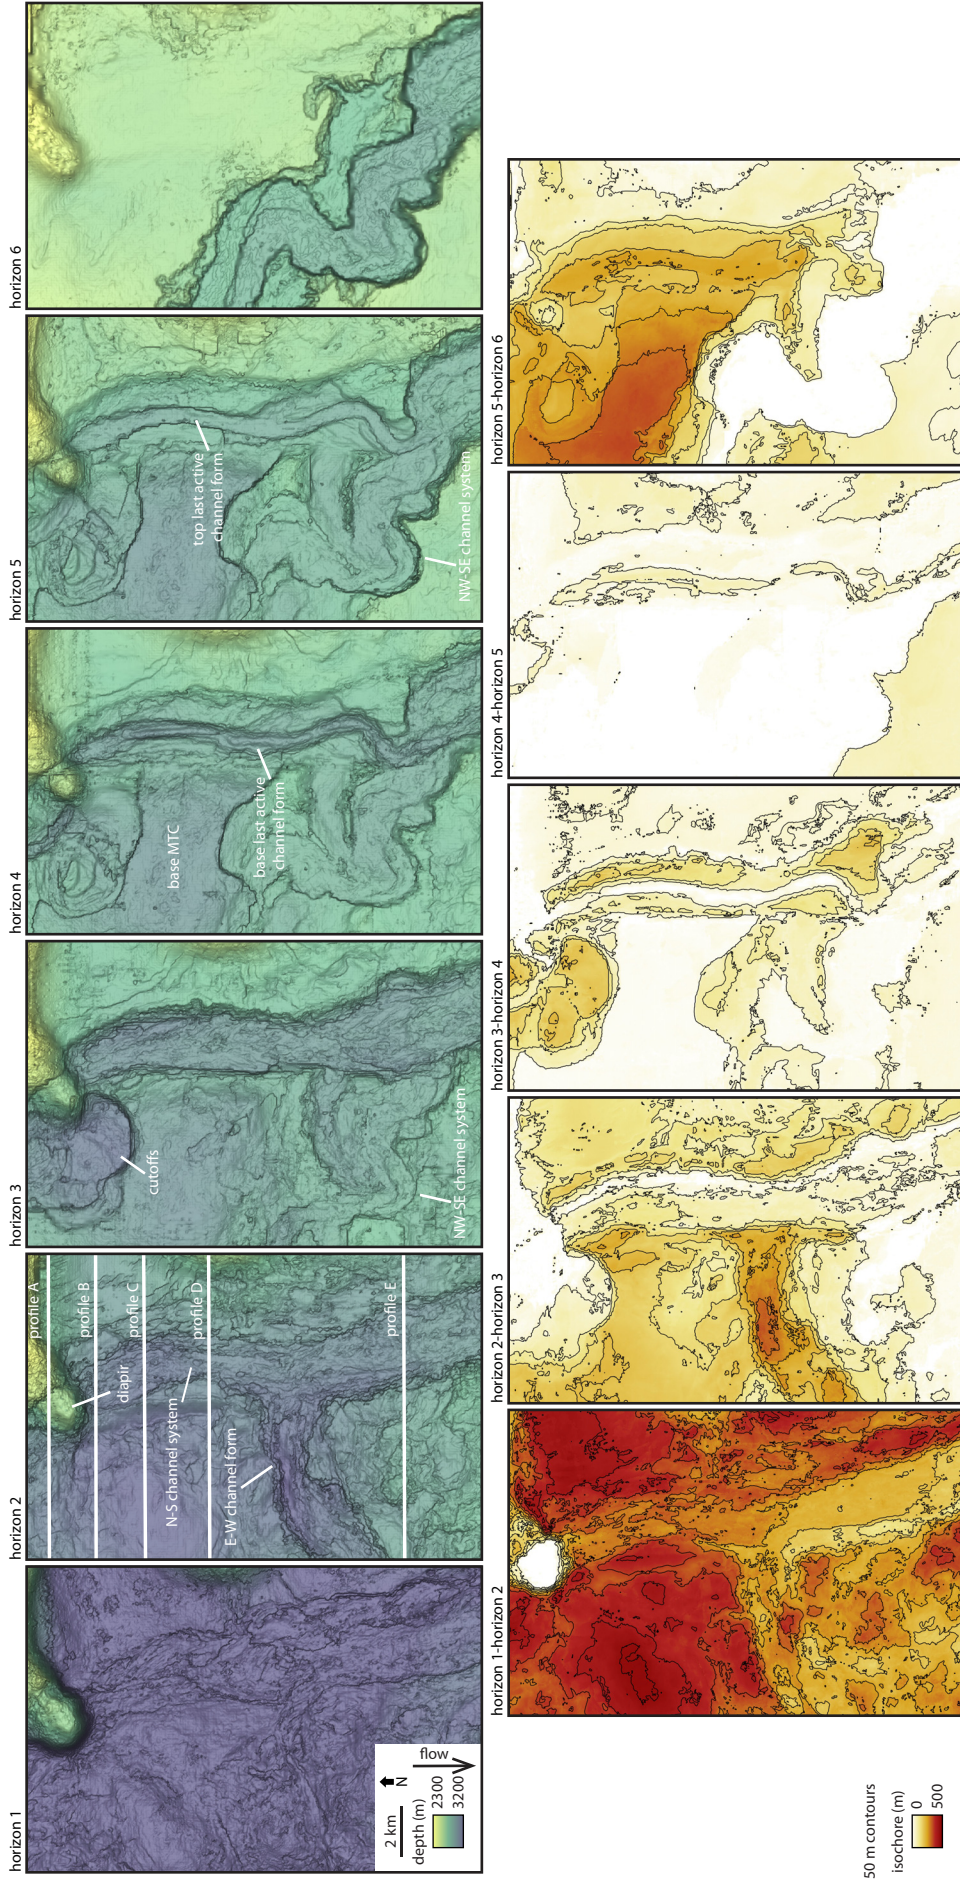 horizon 1
2 km
N
flow
depth (m)
2300
3200
horizon 2
profile A
profile B
profile C
profile D
profile E
diapir
N-S channel system
E-W channel form
horizon 3
cutoffs
NW-SE channel system
horizon 4
base MTC
base last active
channel form
horizon 5
top last active
channel form
NW-SE channel system
horizon 6
50 m contours
isochore (m)
0
500
horizon 1-horizon 2
horizon 2-horizon 3
horizon 3-horizon 4
horizon 4-horizon 5
horizon 5-horizon 6